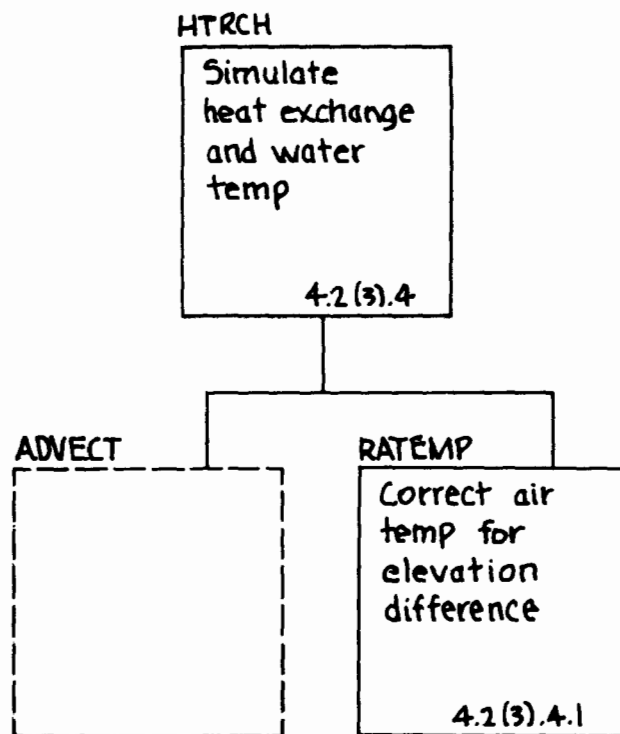 HTRCH
Simulate
heat exchange
and water
temp
4.2(3).4
ADVECT
RATEMP
Correct air
temp for
elevation
difference
4.2(3).4.1